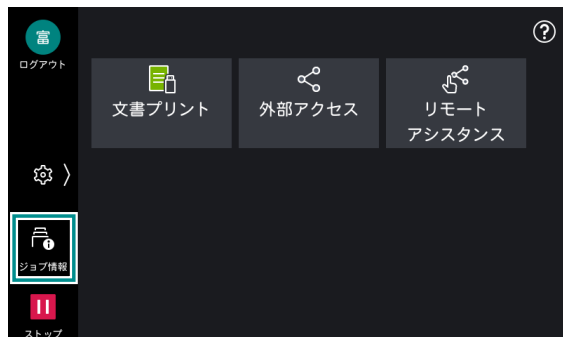 富
ログアウト
文書プリント
外部アクセス
リモート
アシスタンス
ジョブ情報
ストップ